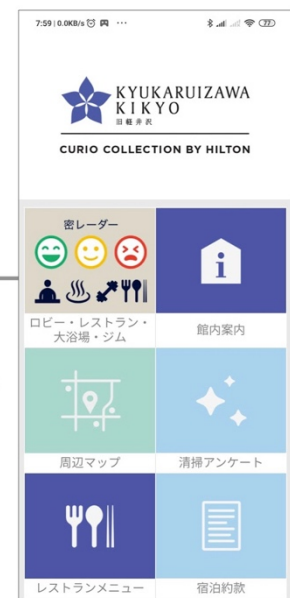 7:59 | 0.0KB/s
77
KYUKARUIZAWA
KIKYO
旧軽井沢
CURIO COLLECTION BY HILTON
密レーダー
ロビー・レストラン・
大浴場・ジム
館内案内
周辺マップ
清掃アンケート
レストランメニュー
宿泊約款